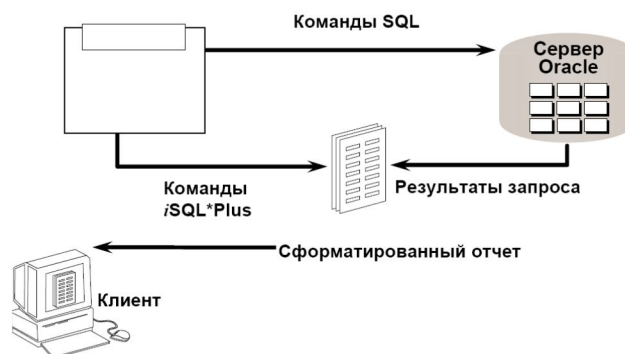 Команды SQL
Сервер
Oracle
Команды
iSQL*Plus
Результаты запроса
Сформатированный отчет
Клиент